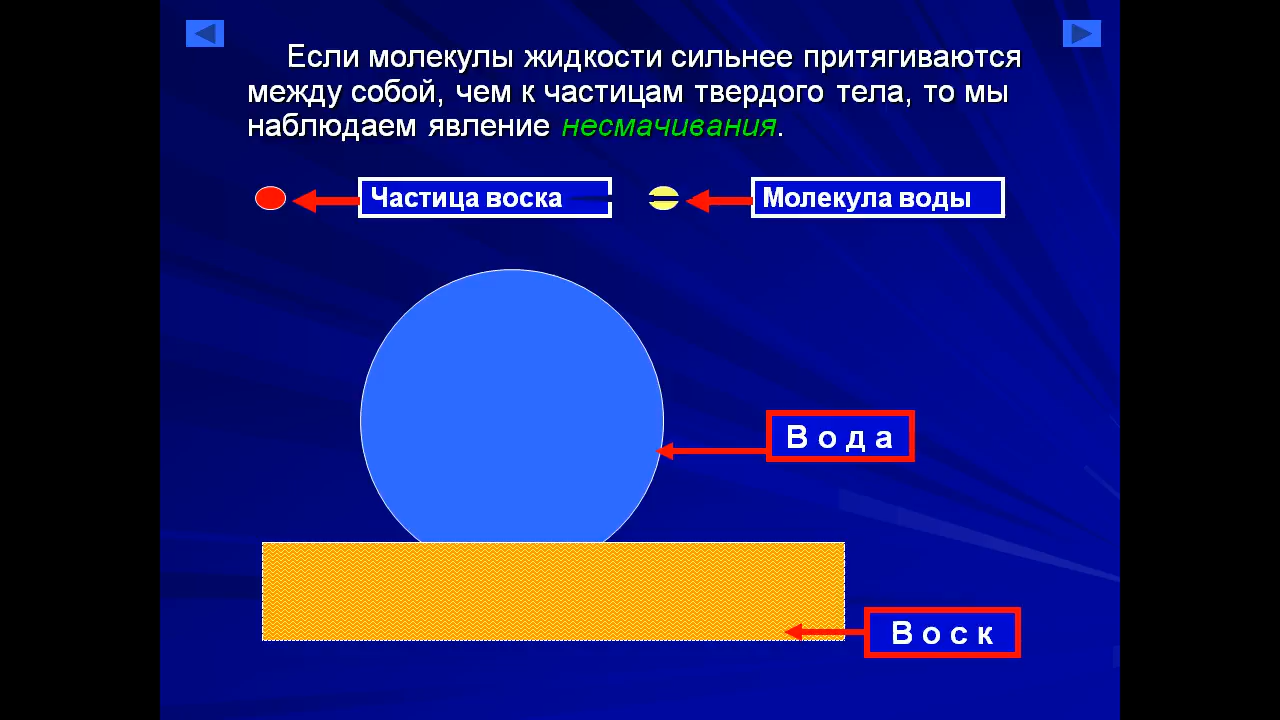 Если молекулы жидкости сильнее притягиваются
между собой, чем к частицам твердого тела, то мы
наблюдаем явление несмачивания.
Частица воска
Молекула воды
В о д а
В о с к